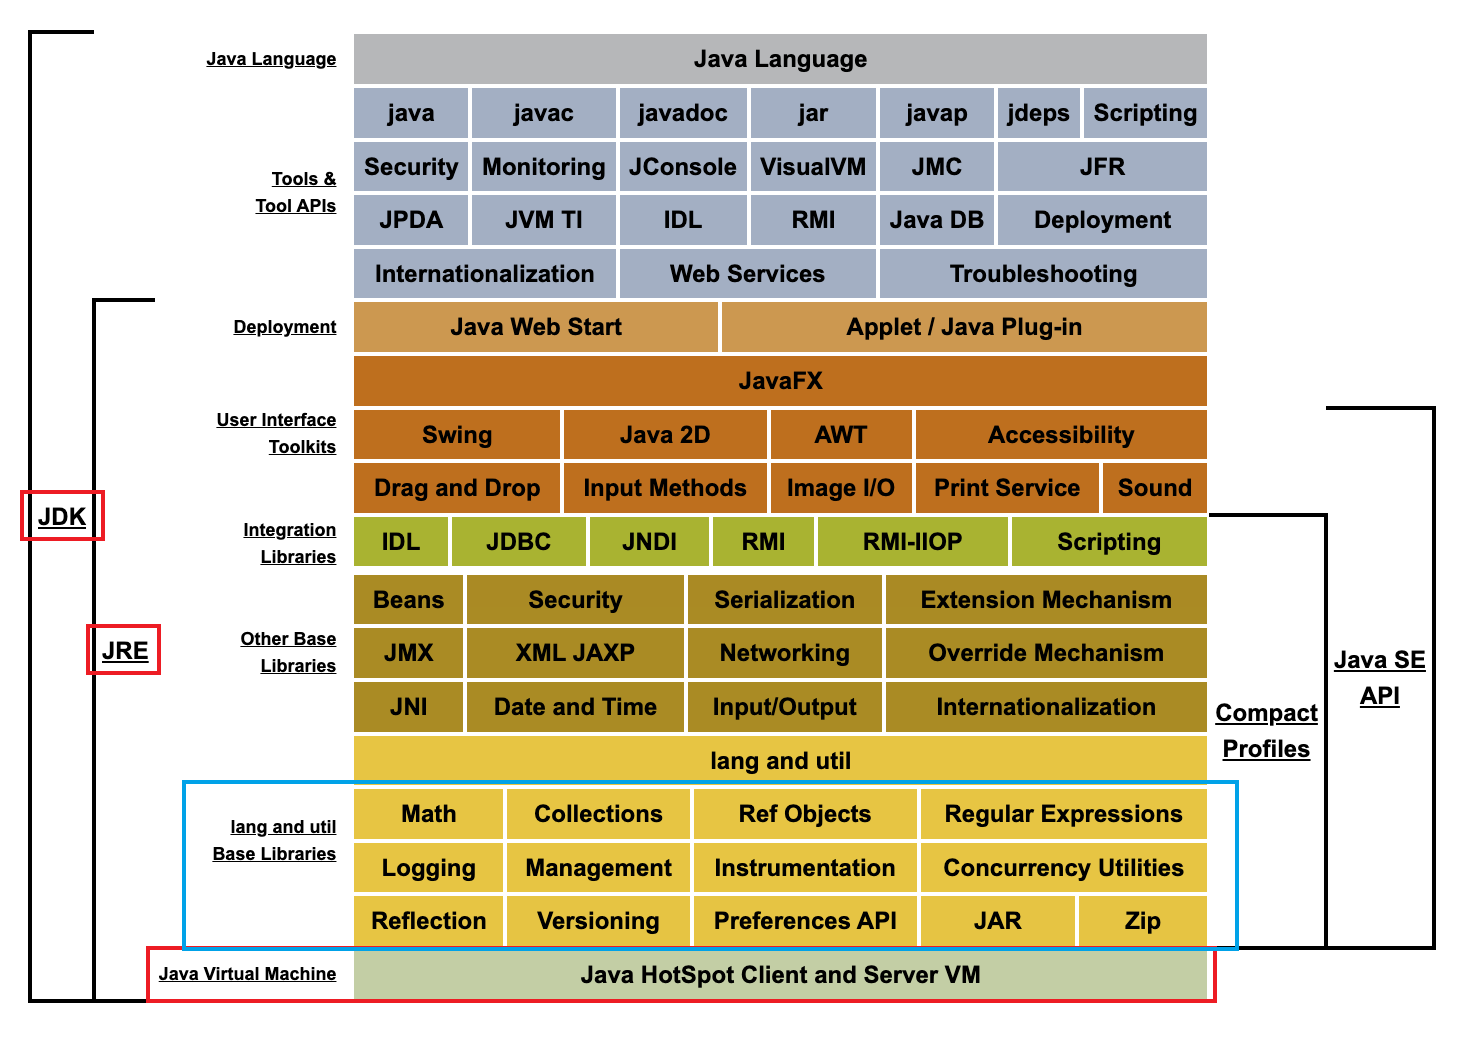 Java Language
Java Language
java javac javadoc jar javap jdeps Scripting
Tools &
Tool APIs
Security Monitoring JConsole VisualVM JMC JFR
JPDA JVM TI IDL RMI Java DB Deployment
Internationalization Web Services Troubleshooting
Deployment
Java Web Start Applet / Java Plug-in
JavaFX
User Interface
Toolkits
Swing Java 2D AWT Accessibility
Drag and Drop Input Methods Image I/O Print Service Sound
JDK
Integration
Libraries
IDL JDBC JNDI RMI RMI-IIOP Scripting
Beans Security Serialization Extension Mechanism
JRE
Other Base
Libraries
JMX XML JAXP Networking Override Mechanism
Java SE
API
JNI Date and Time Input/Output Internationalization
Compact
Profiles
lang and util
lang and util
Base Libraries
Math Collections Ref Objects Regular Expressions
Logging Management Instrumentation Concurrency Utilities
Reflection Versioning Preferences API JAR Zip
Java Virtual Machine
Java HotSpot Client and Server VM